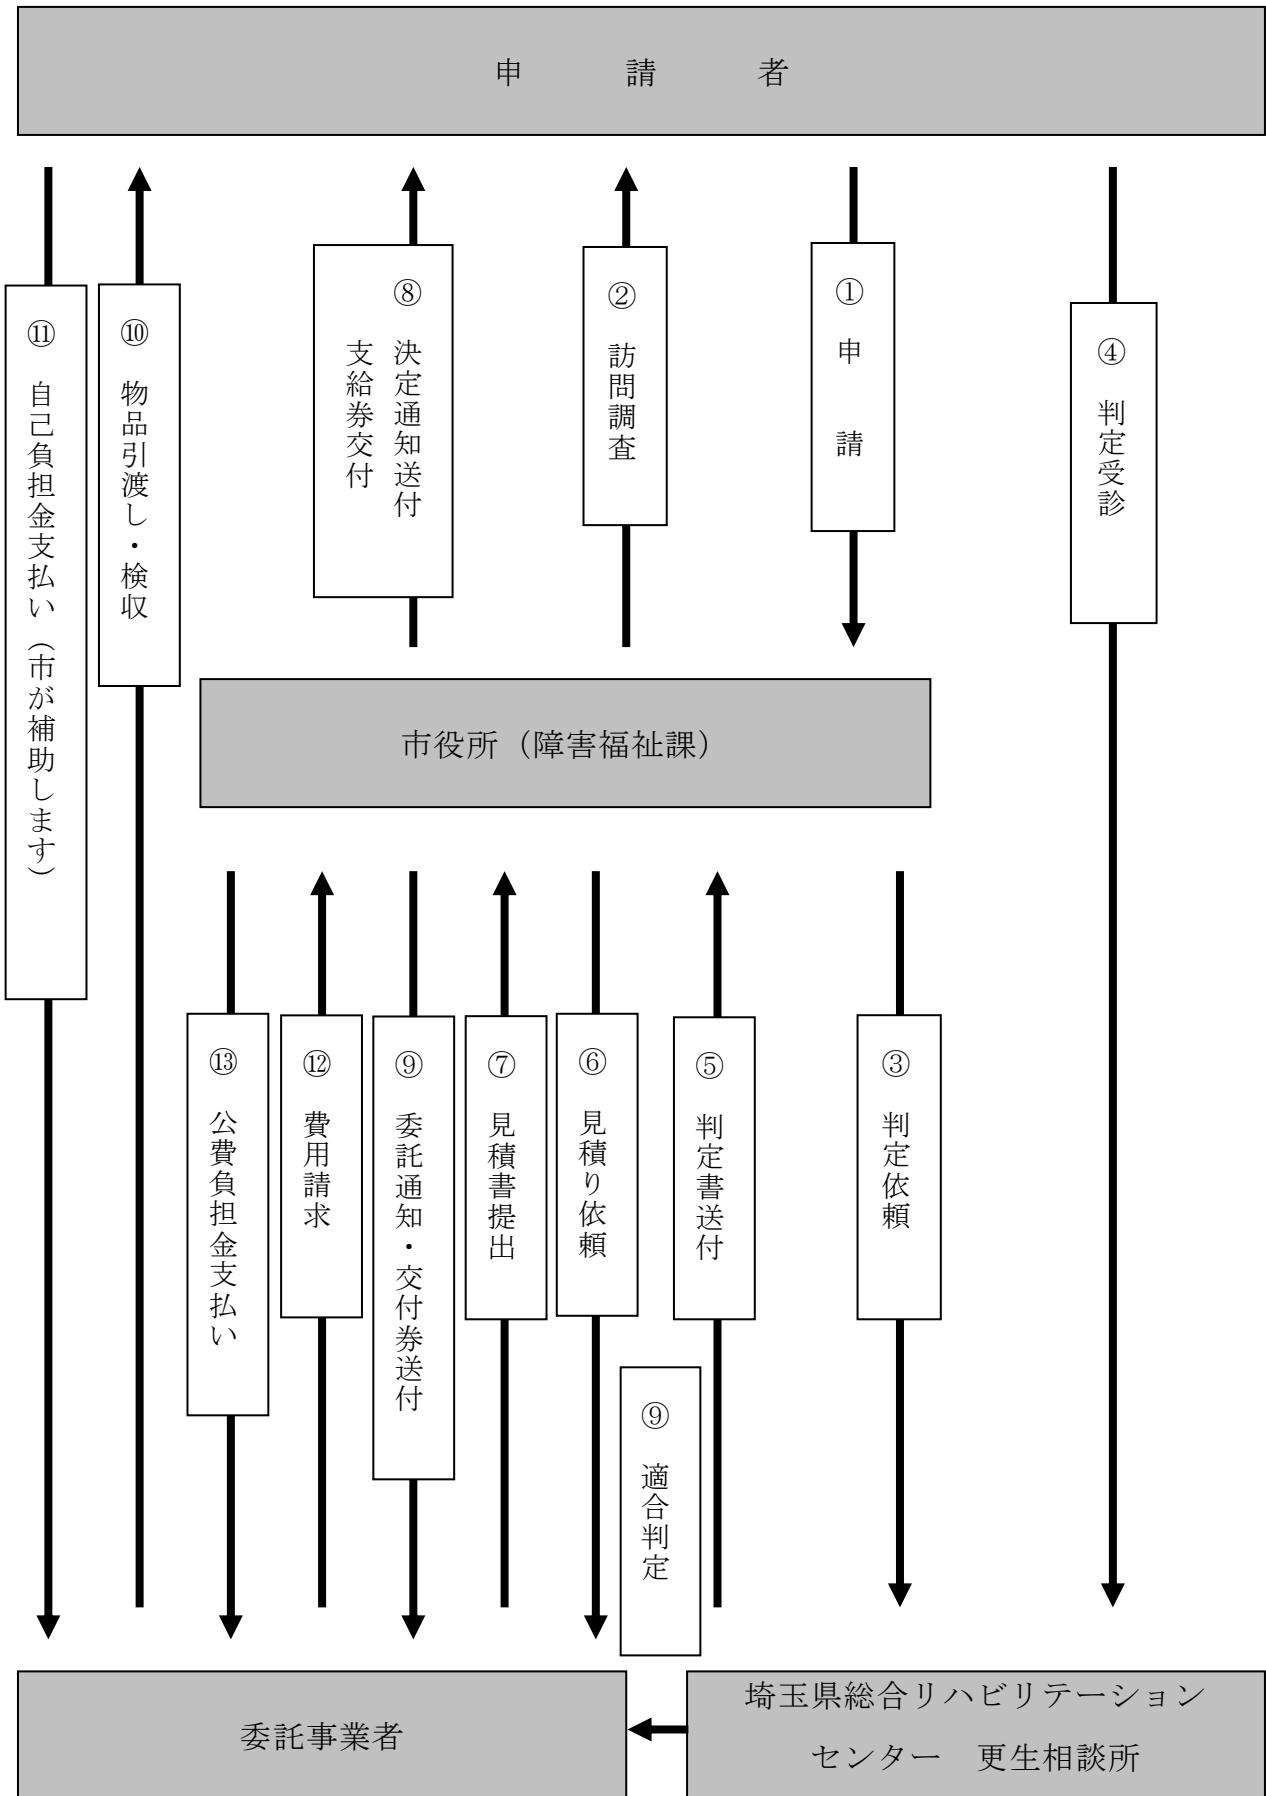 申　請　者
④　判定受診
①　申　請
②　訪問調査
⑧　決定通知送付
支給券交付
⑩　物品引渡し・検収
⑪　自己負担金支払い（市が補助します）
市役所（障害福祉課）
③　判定依頼
⑤　判定書送付
⑨　適合判定
⑥　見積り依頼
⑦　見積書提出
⑨　委託通知・交付券送付
⑫　費用請求
⑬　公費負担金支払い
委託事業者
埼玉県総合リハビリテーション
センター　更生相談所